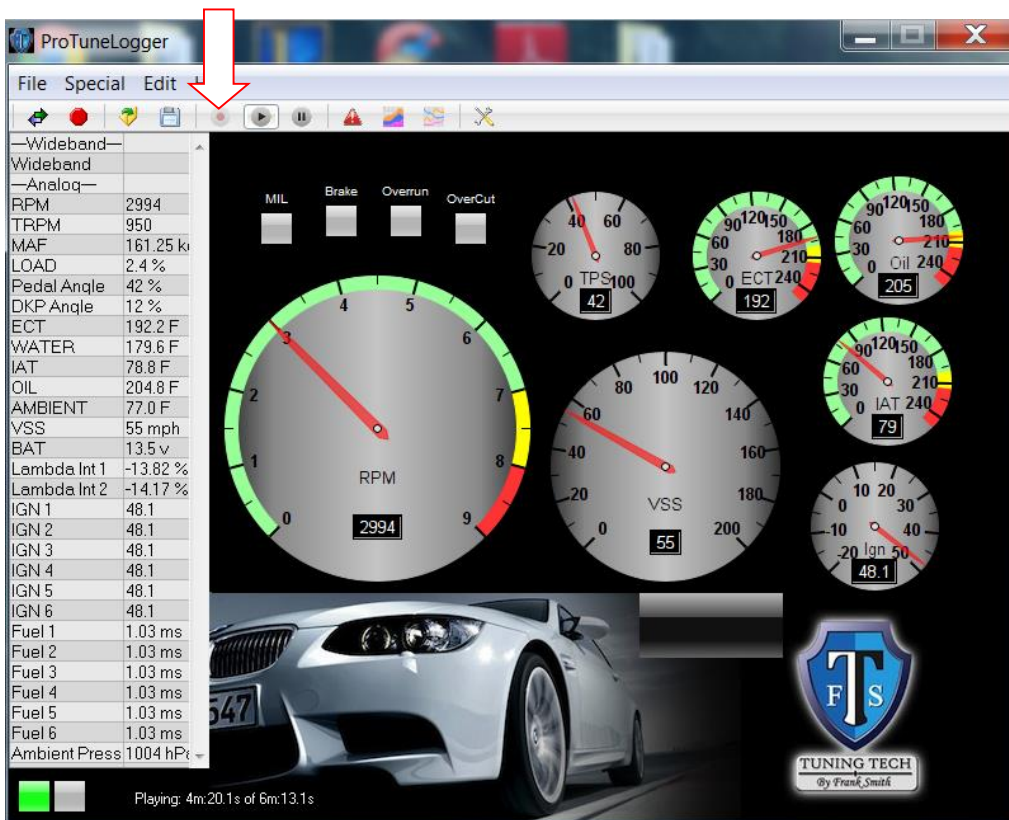 ProTuneLogger
File Special Edit
—Wideband—
Wideband
—Analog—
RPM 2994
TRPM 950
MAF 161.25
LOAD 2.4 %
Pedal Angle 42 %
DKP Angle 12 %
ECT 192.2 F
WATER 179.6 F
IAT 78.8 F
OIL 204.8 F
AMBIENT 77.0 F
VSS 55 mph
BAT 13.5 v
Lambda Int 1 -13.82 %
Lambda Int 2 -14.17 %
IGN 1 48.1
IGN 2 48.1
IGN 3 48.1
IGN 4 48.1
IGN 5 48.1
IGN 6 48.1
Fuel 1 1.03 ms
Fuel 2 1.03 ms
Fuel 3 1.03 ms
Fuel 4 1.03 ms
Fuel 5 1.03 ms
Fuel 6 1.03 ms
Ambient Press 1004
MIL Brake Overrun OverCut
0 1 2 3 4 5 6 7 8 9
RPM
2994
0 20 40 60 80 100
TPS
42
0 30 60 90 120 150 180 210 240
ECT
192
0 30 60 90 120 150 180 210 240
Oil
205
0 20 40 60 80 100 120 140 160 180 200
VSS
55
0 30 60 90 120 150 180 210 240
IAT
79
-20 -10 0 10 20 30 40 50
Ign
48.1
547
F T S
TUNING TECH
By Frank Smith
Playing: 4m:20.1s of 6m:13.1s